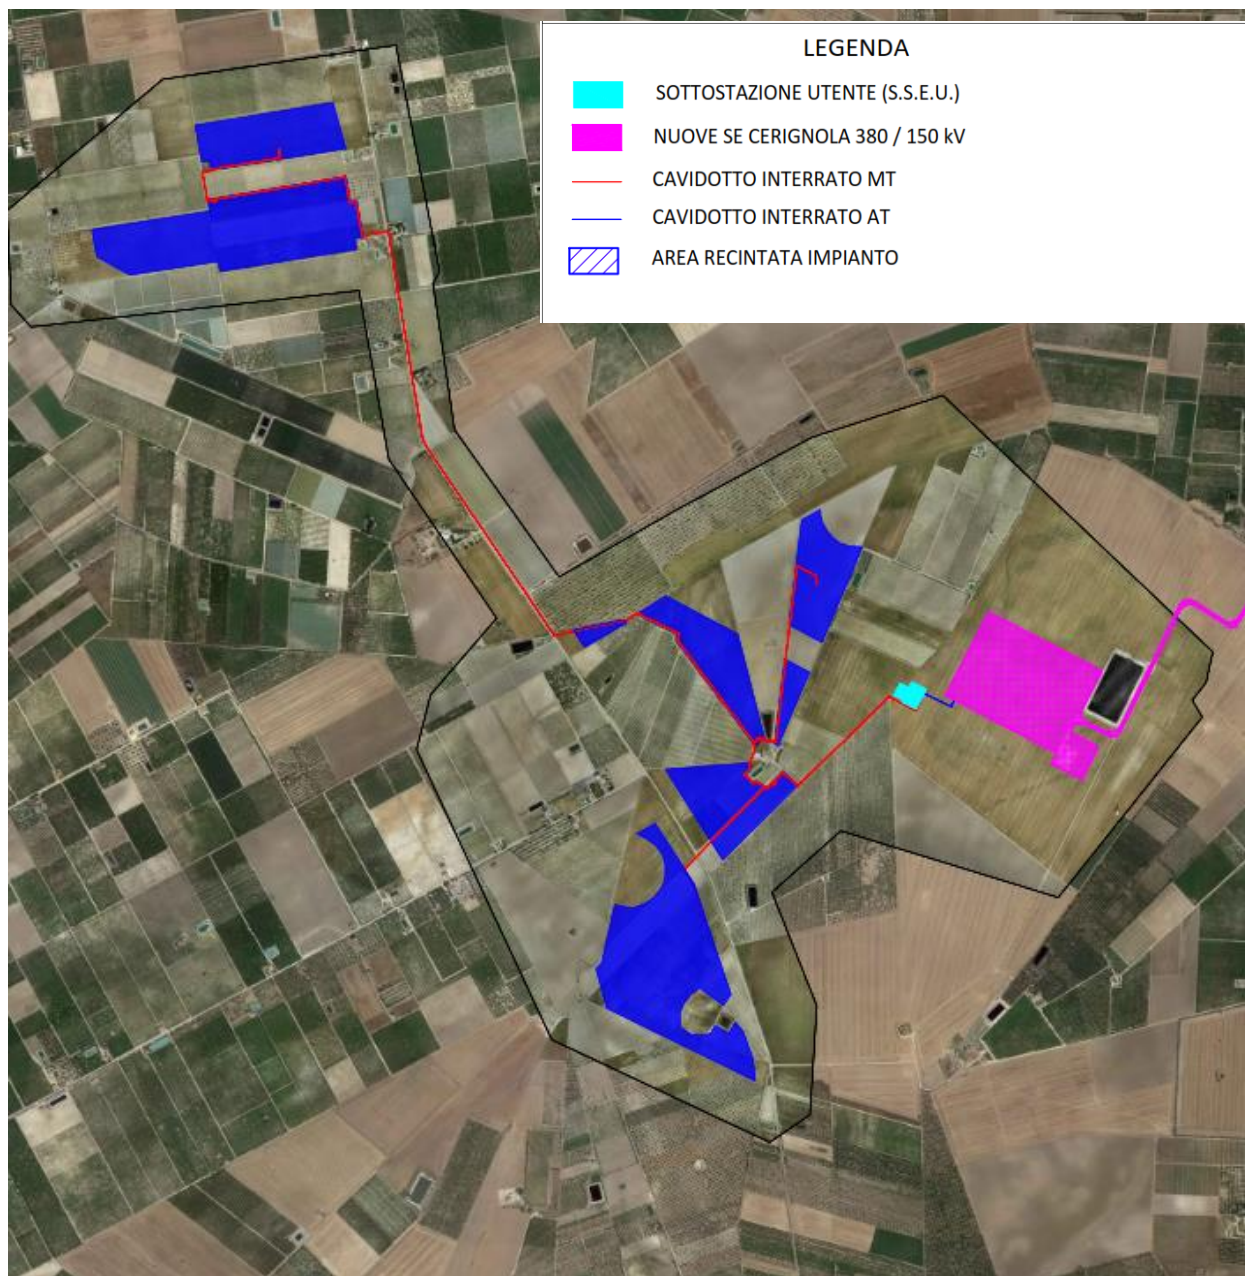 LEGENDA
SOTTOSTAZIONE UTENTE (S.S.E.U.)
NUOVE SE CERIGNOLA 380 / 150 kV
CAVIDOTTO INTERRATO MT
CAVIDOTTO INTERRATO AT
AREA RECINTATA IMPIANTO